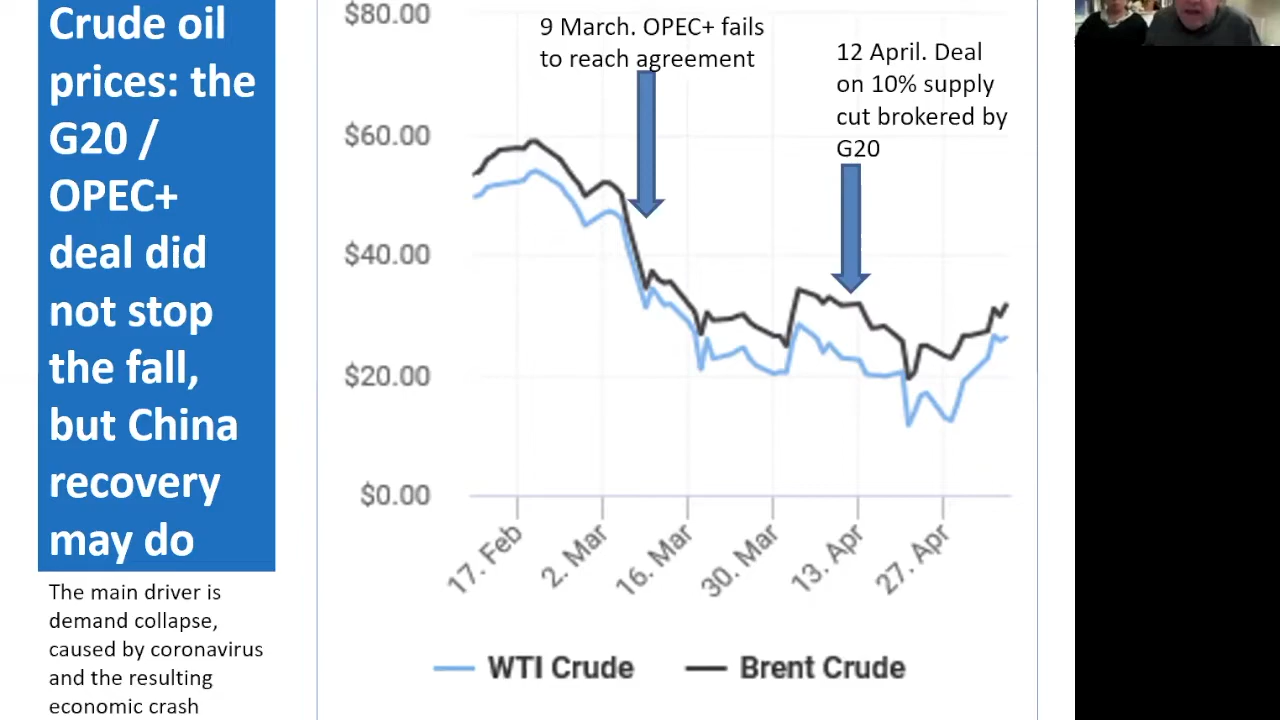 Crude oil
prices: the
G20 /
OPEC+
deal did
not stop
the fall,
but China
recovery
may do
The main driver is
demand collapse,
caused by coronavirus
and the resulting
economic crash
$80.00
$60.00
$40.00
$20.00
$0.00
9 March. OPEC+ fails
to reach agreement
12 April. Deal
on 10% supply
cut brokered by
G20
17. Feb
2. Mar
16. Mar
30. Mar
13. Apr
27. Apr
WTI Crude
Brent Crude